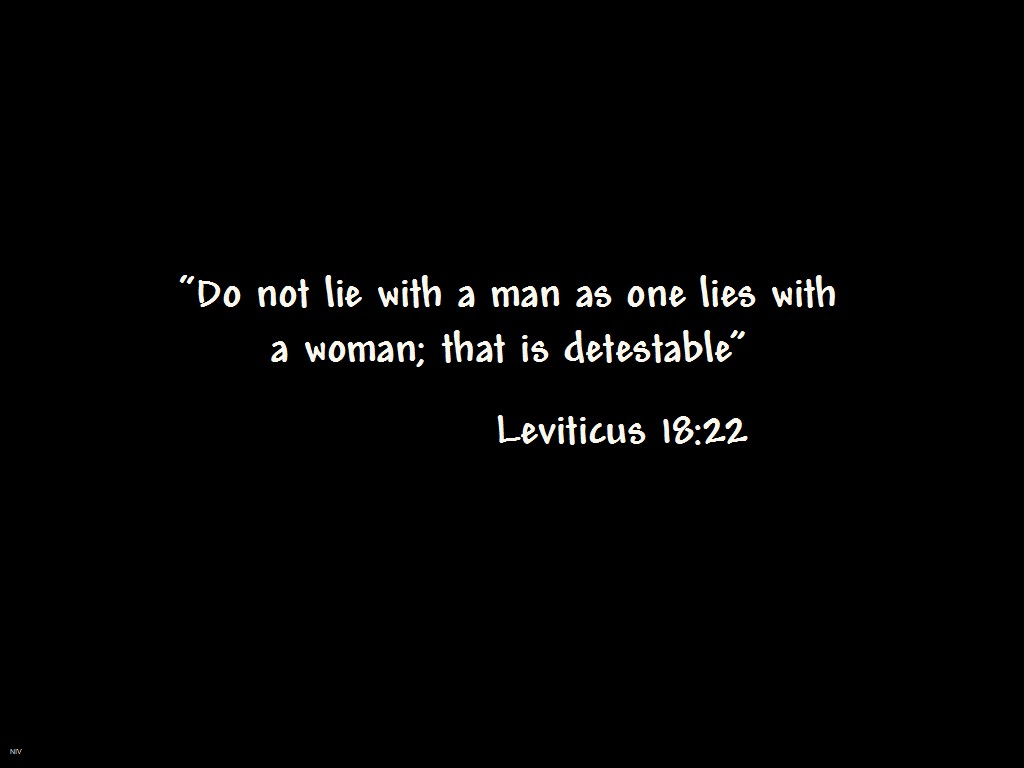 “Do not lie with a man as one lies with
a woman; that is detestable”
Leviticus 18:22
NIV